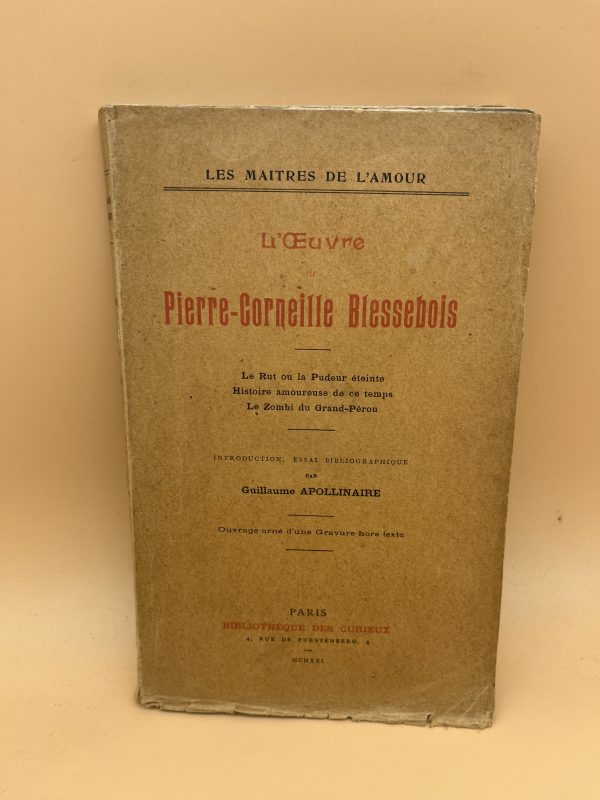 LES MAITRES DE L'AMOUR
L'Œuvre
Pierre-Corneille Blessebois
Le Rut ou la Pudeur éteinte
Histoire amoureuse de ce temps
Le Zombi du Grand-Pérou
INTRODUCTION, ESSAI BIBLIOGRAPHIQUE
PAR
Guillaume APOLLINAIRE
Ouvrage orné d'une Gravure hors texte
PARIS
BIBLIOTHÈQUE DES CURIEUX
4, RUE DE FURSTENBERG, 4
MCMXXI